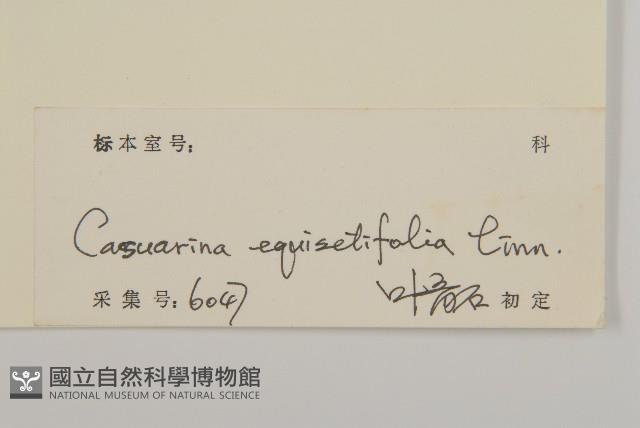 标本室号: 科
Casuarina equisetifolia Linn.
采集号: 6047 叶 初定
國立自然科學博物館
NATIONAL MUSEUM OF NATURAL SCIENCE